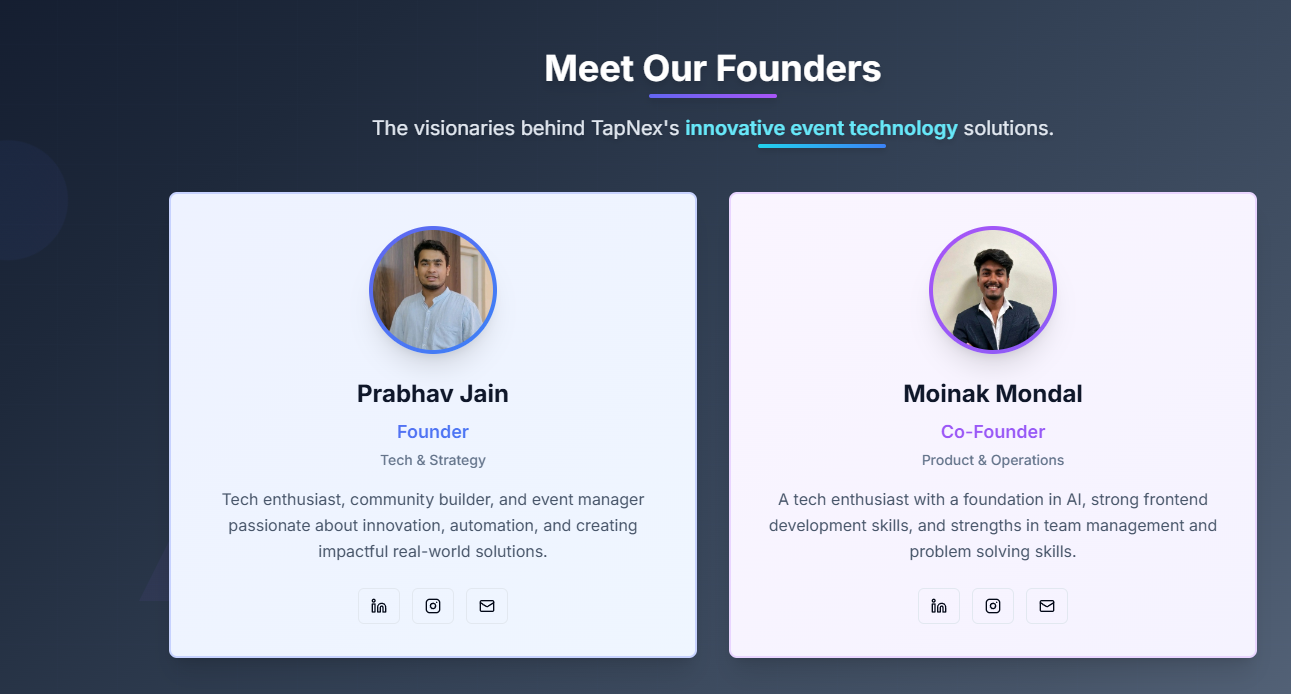 Meet Our Founders
The visionaries behind TapNex's innovative event technology solutions.
Prabhav Jain
Founder
Tech & Strategy
Tech enthusiast, community builder, and event manager
passionate about innovation, automation, and creating
impactful real-world solutions.
Moinak Mondal
Co-Founder
Product & Operations
A tech enthusiast with a foundation in AI, strong frontend
development skills, and strengths in team management and
problem solving skills.